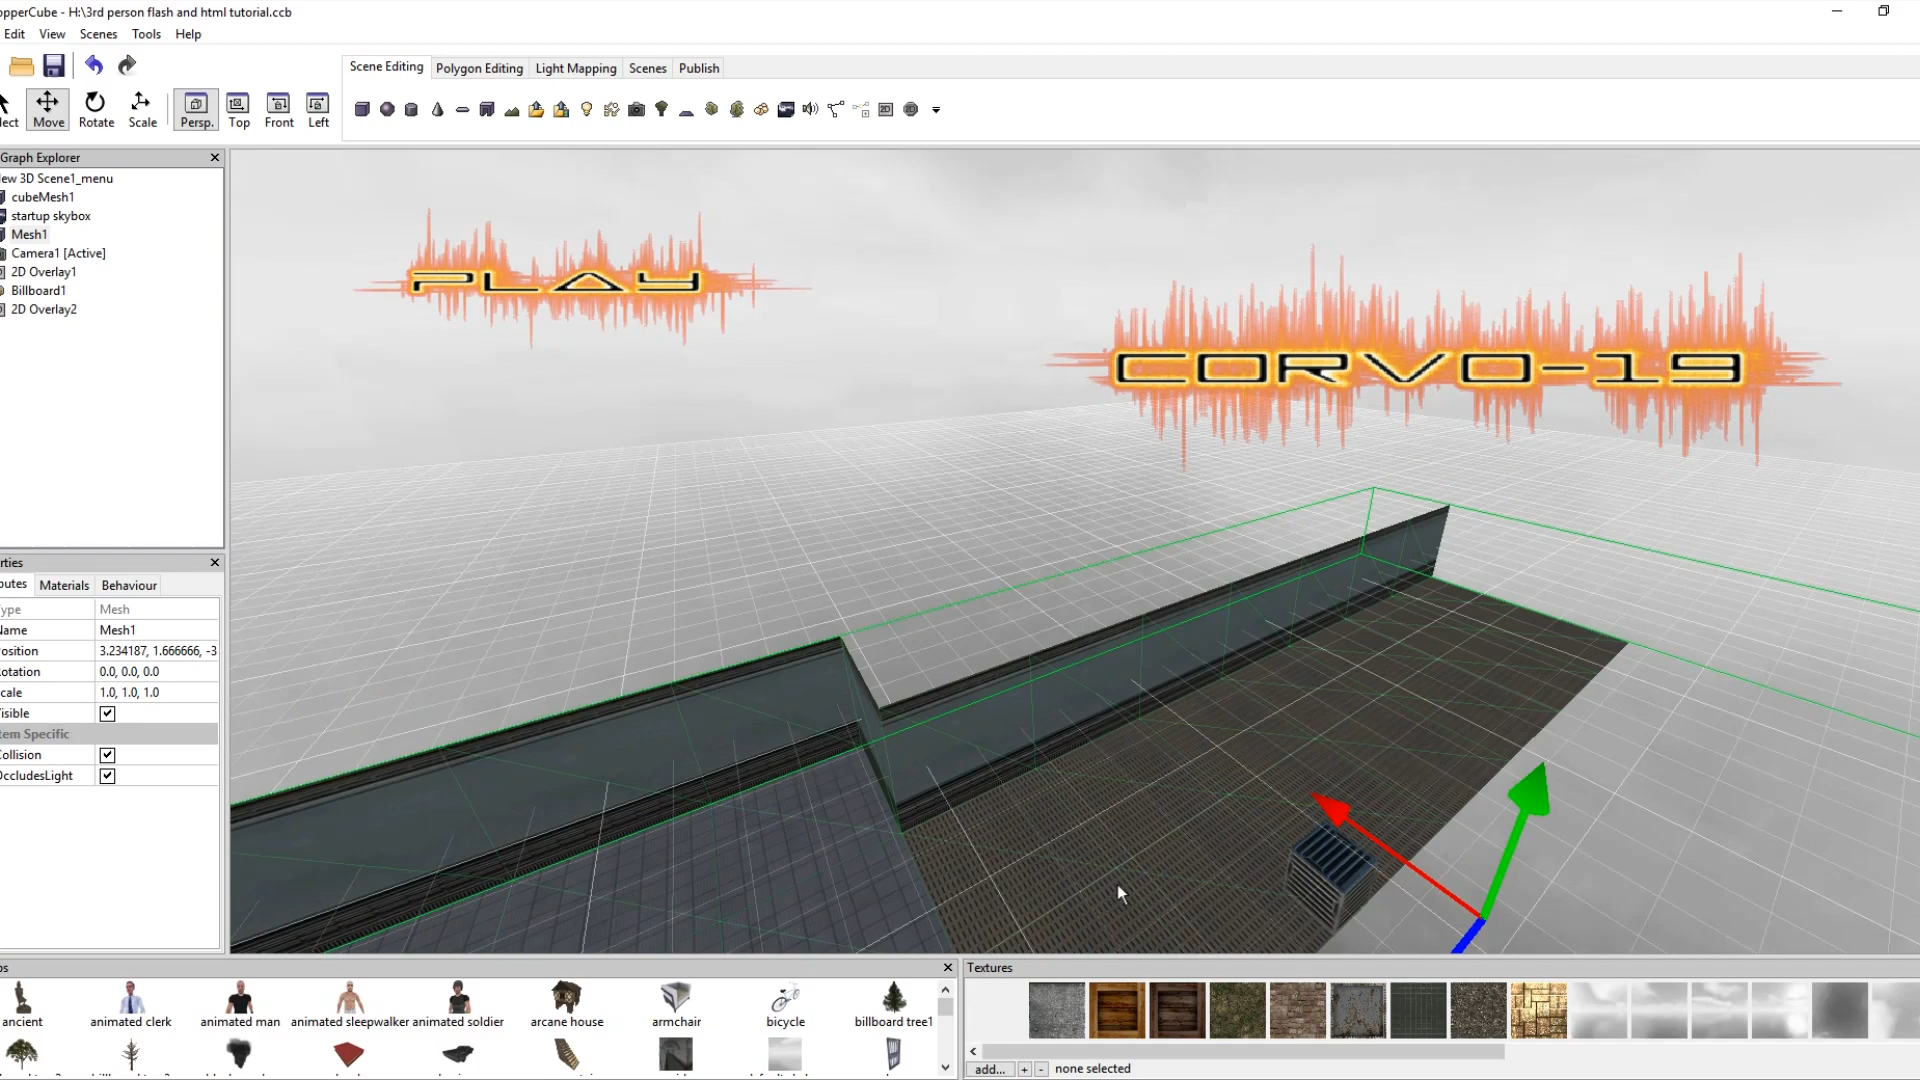 opperCube - H:\3rd person flash and html tutorial.ccb
Edit View Scenes Tools Help
Scene Editing Polygon Editing Light Mapping Scenes Publish
lect Move Rotate Scale Persp. Top Front Left
Graph Explorer
ew 3D Scene1_menu
cubeMesh1
startup skybox
Mesh1
Camera1 [Active]
2D Overlay1
Billboard1
2D Overlay2
PLAY
CORVO-19
rties
butes Materials Behaviour
ype Mesh
Name Mesh1
osition 3.234187, 1.666666, -3
otation 0.0, 0.0, 0.0
cale 1.0, 1.0, 1.0
isible
tem Specific
Collision
OccludesLight
ps
ancient animated clerk animated man animated sleepwalker animated soldier arcane house armchair bicycle billboard tree1
Textures
add... + - none selected